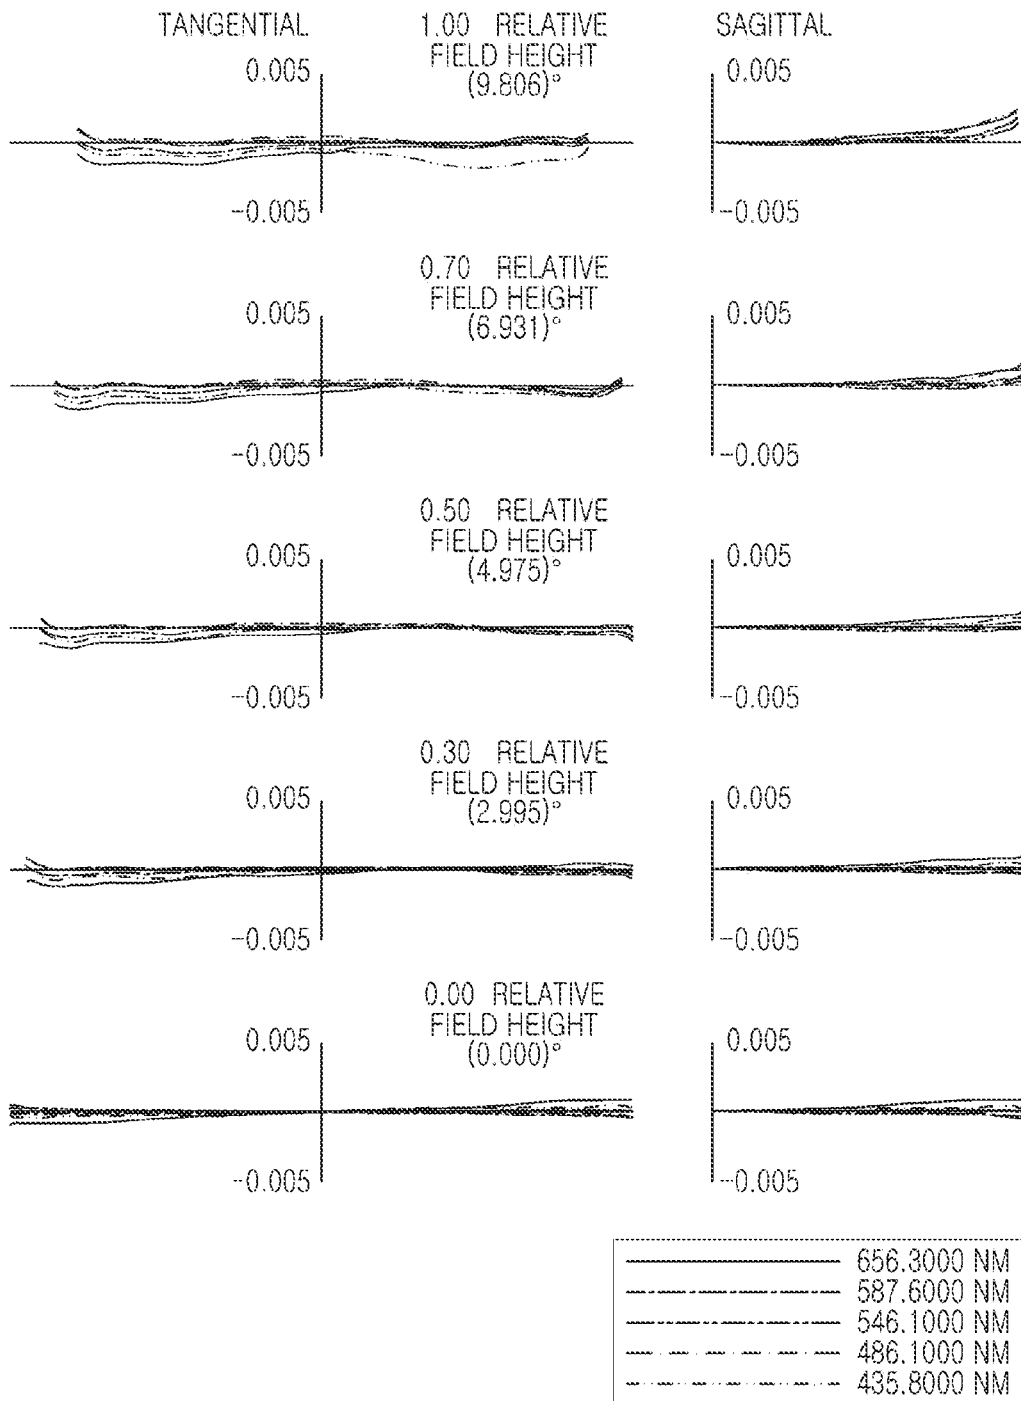 TANGENTIAL
1.00 RELATIVE
FIELD HEIGHT
(9.806)°
SAGITTAL
0.005
0.005
-0.005
-0.005
0.70 RELATIVE
FIELD HEIGHT
(6.931)°
0.005
0.005
-0.005
-0.005
0.50 RELATIVE
FIELD HEIGHT
(4.975)°
0.005
0.005
-0.005
-0.005
0.30 RELATIVE
FIELD HEIGHT
(2.995)°
0.005
0.005
-0.005
-0.005
0.00 RELATIVE
FIELD HEIGHT
(0.000)°
0.005
0.005
-0.005
-0.005
656.3000 NM
587.6000 NM
546.1000 NM
486.1000 NM
435.8000 NM